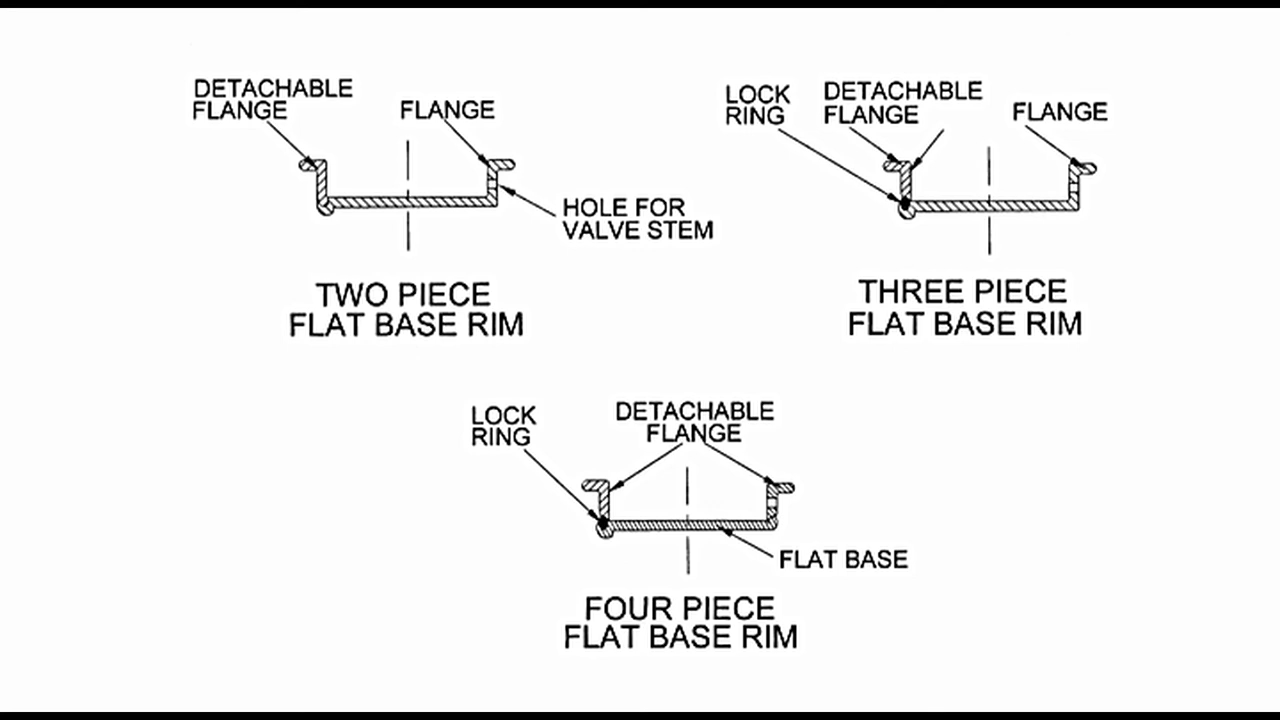 DETACHABLE
FLANGE
FLANGE
HOLE FOR
VALVE STEM
TWO PIECE
FLAT BASE RIM
LOCK
RING
DETACHABLE
FLANGE
FLANGE
THREE PIECE
FLAT BASE RIM
LOCK
RING
DETACHABLE
FLANGE
FLAT BASE
FOUR PIECE
FLAT BASE RIM